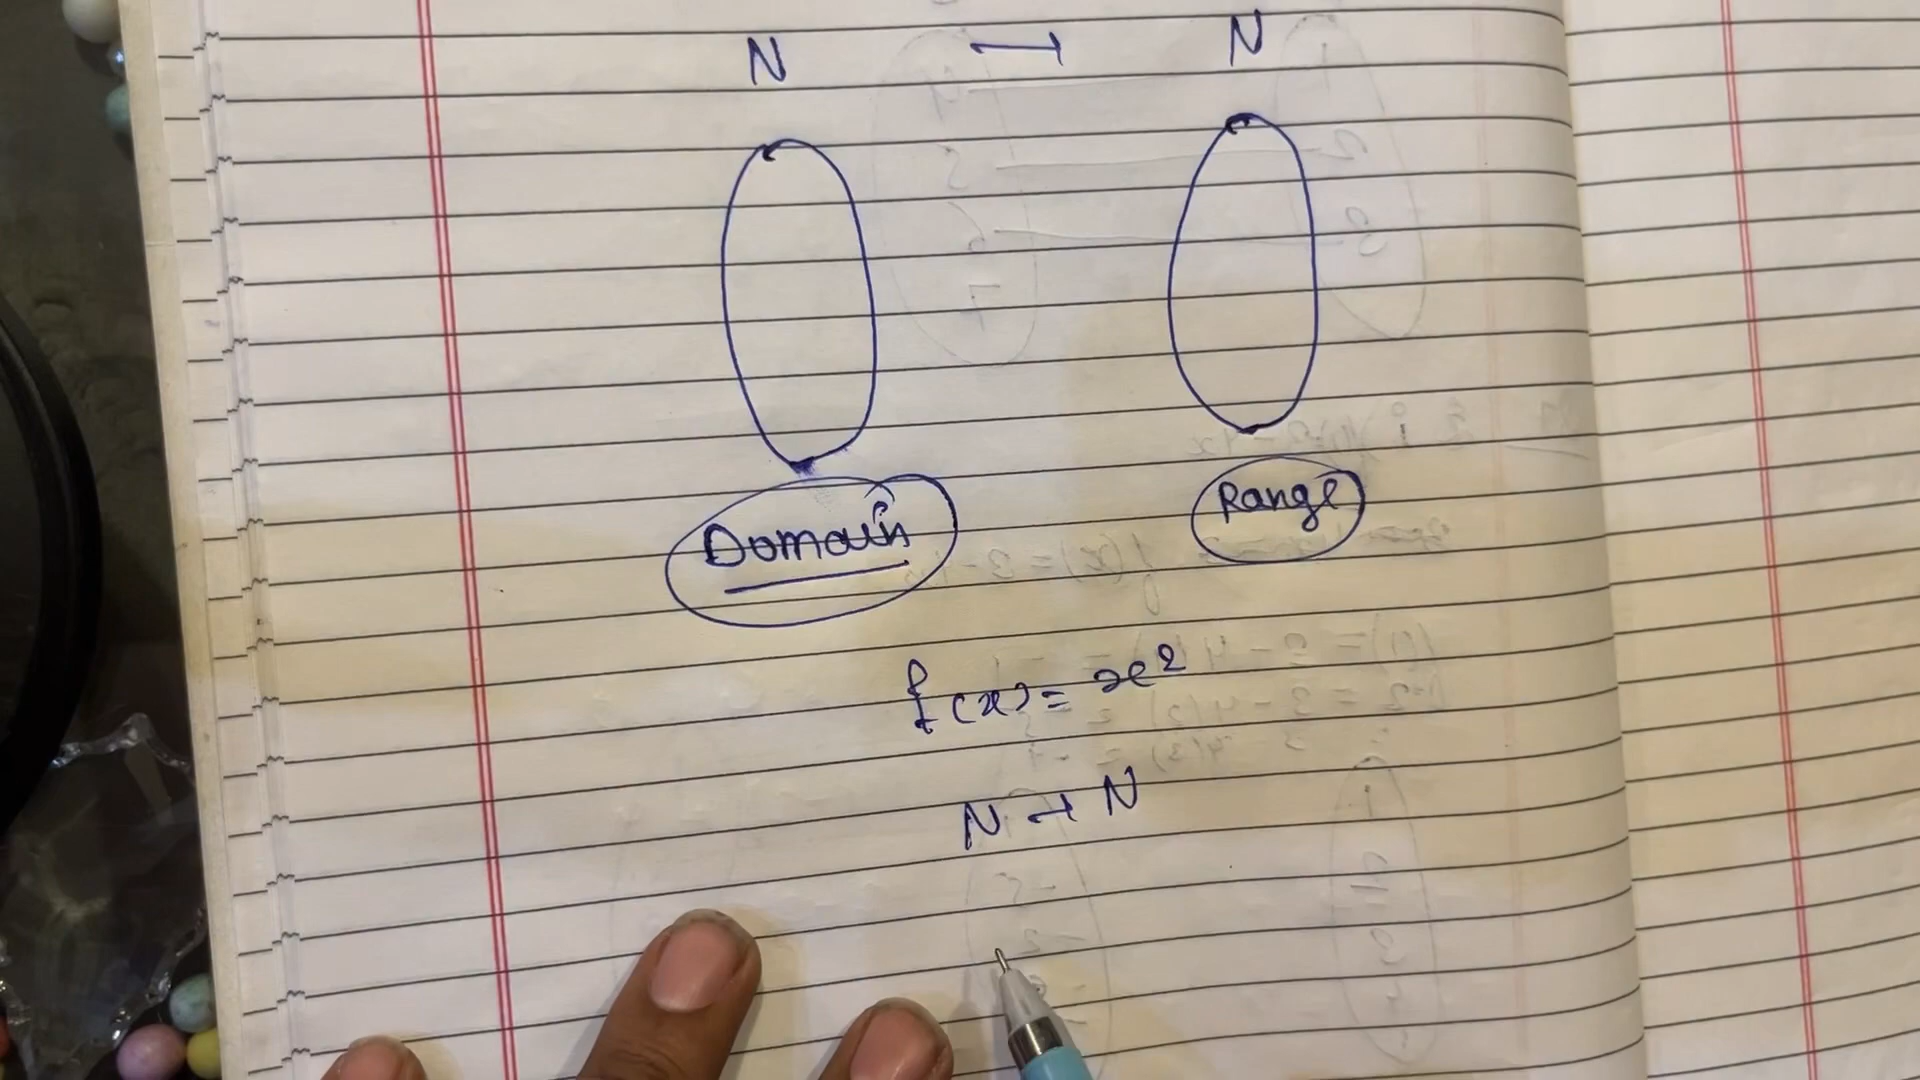 N → N
Domain Range
f(x) = x²
N → N